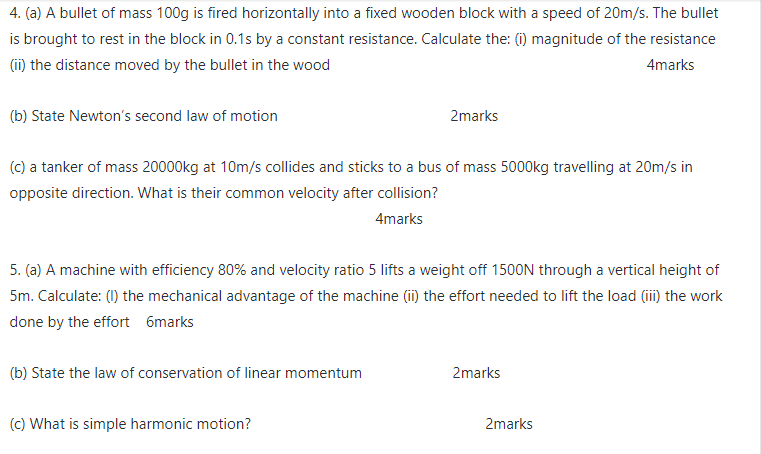 4. (a) A bullet of mass 100g is fired horizontally into a fixed wooden block with a speed of 20m/s. The bullet
is brought to rest in the block in 0.1s by a constant resistance. Calculate the: (i) magnitude of the resistance
(ii) the distance moved by the bullet in the wood 4marks
(b) State Newton's second law of motion 2marks
(c) a tanker of mass 20000kg at 10m/s collides and sticks to a bus of mass 5000kg travelling at 20m/s in
opposite direction. What is their common velocity after collision?
4marks
5. (a) A machine with efficiency 80% and velocity ratio 5 lifts a weight off 1500N through a vertical height of
5m. Calculate: (I) the mechanical advantage of the machine (ii) the effort needed to lift the load (iii) the work
done by the effort 6marks
(b) State the law of conservation of linear momentum 2marks
(c) What is simple harmonic motion? 2marks